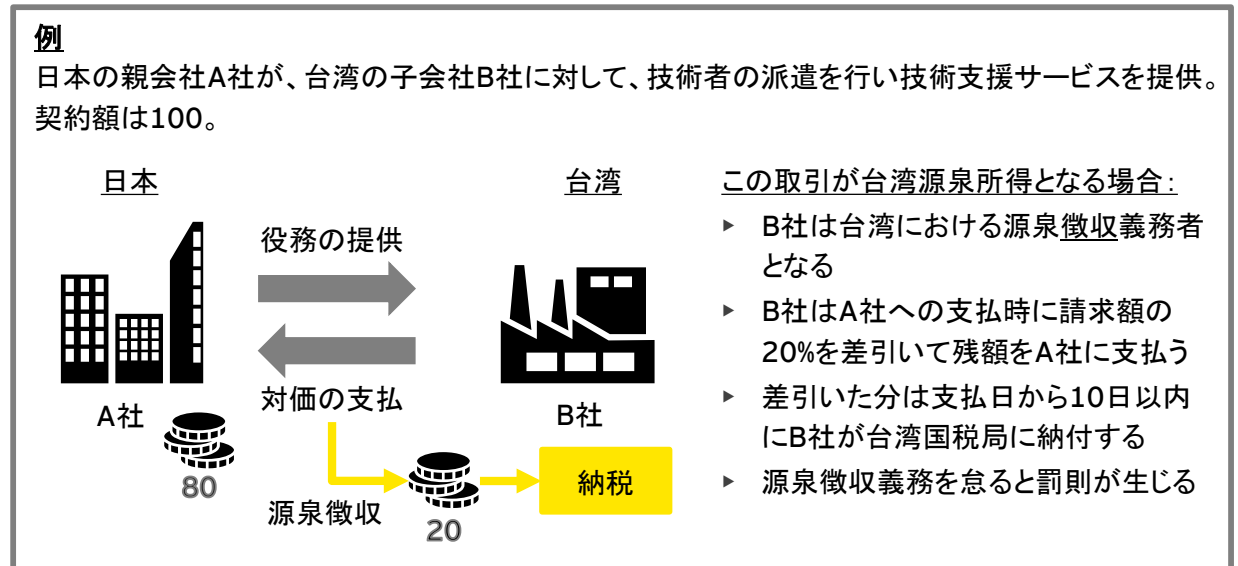 例
日本の親会社A社が、台湾の子会社B社に対して、技術者の派遣を行い技術支援サービスを提供。
契約額は100。
日本
台湾
役務の提供
対価の支払
A社
B社
80
源泉徴収
20
納税
この取引が台湾源泉所得となる場合:
▶ B社は台湾における源泉徴収義務者
となる
▶ B社はA社への支払時に請求額の
20%を差引いて残額をA社に支払う
▶ 差引いた分は支払日から10日以内
にB社が台湾国税局に納付する
▶ 源泉徴収義務を怠ると罰則が生じる